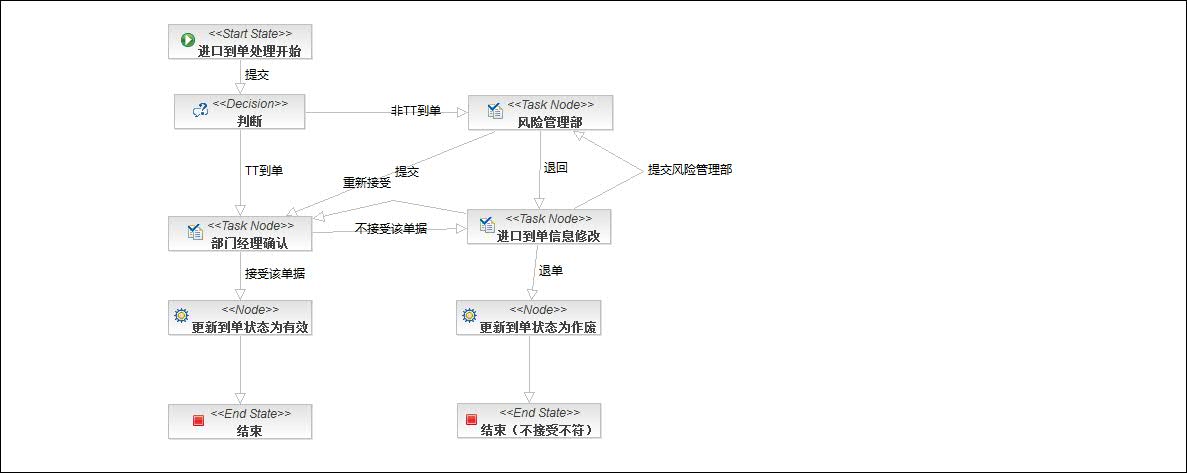 <<Start State>>
进口到单处理开始
提交
<<Decision>>
判断
非TT到单
<<Task Node>>
风险管理部
TT到单
提交
重新接受
退回
提交风险管理部
<<Task Node>>
部门经理确认
不接受该单据
<<Task Node>>
进口到单信息修改
接受该单据
退单
<<Node>>
更新到单状态为有效
<<Node>>
更新到单状态为作废
<<End State>>
结束
<<End State>>
结束（不接受不符）